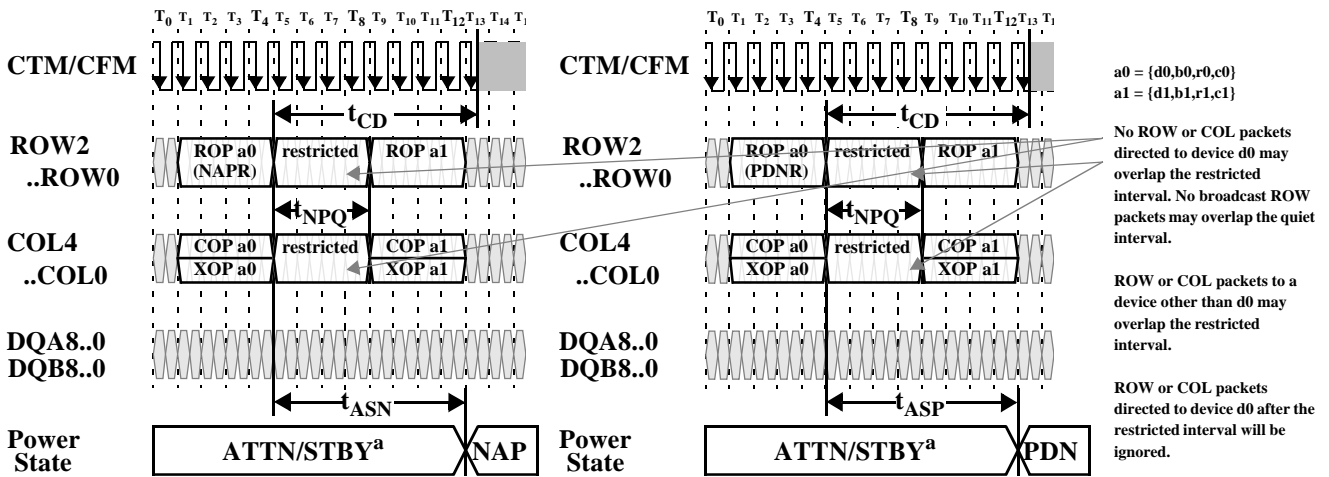 T0 T1 T2 T3 T4 T5 T6 T7 T8 T9 T10 T11 T12 T13 T14 T1
CTM/CFM
tCD
ROW2
..ROW0
ROP a0
(NAPR)
restricted
ROP a1
tNPQ
COL4
..COL0
COP a0
XOP a0
restricted
COP a1
XOP a1
DQA8..0
DQB8..0
tASN
Power
State
ATTN/STBYa
NAP
T0 T1 T2 T3 T4 T5 T6 T7 T8 T9 T10 T11 T12 T13 T1
CTM/CFM
tCD
ROW2
..ROW0
ROP a0
(PDNR)
restricted
ROP a1
tNPQ
COL4
..COL0
COP a0
XOP a0
restricted
COP a1
XOP a1
DQA8..0
DQB8..0
tASP
Power
State
ATTN/STBYa
PDN
a0 = {d0,b0,r0,c0}
a1 = {d1,b1,r1,c1}
No ROW or COL packets
directed to device d0 may
overlap the restricted
interval. No broadcast ROW
packets may overlap the quiet
interval.
ROW or COL packets to a
device other than d0 may
overlap the restricted
interval.
ROW or COL packets
directed to device d0 after the
restricted interval will be
ignored.